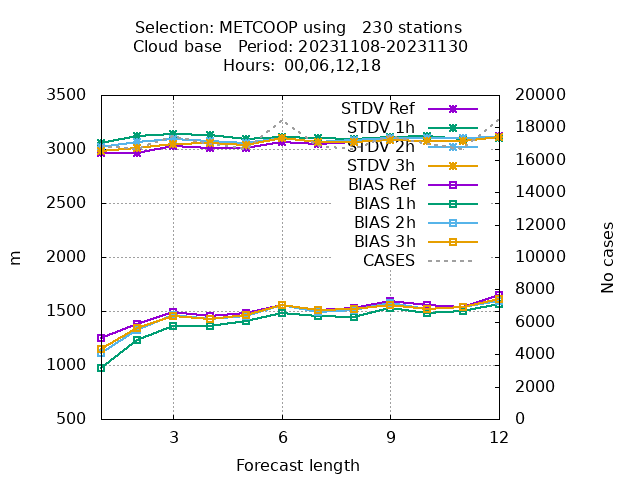 Selection: METCOOP using   230 stations
Cloud base   Period: 20231108-20231130
Hours: 00,06,12,18
3500
3000
2500
2000
1500
1000
500
m
20000
18000
16000
14000
12000
10000
8000
6000
4000
2000
0
No cases
STDV Ref
STDV 1h
STDV 2h
STDV 3h
BIAS Ref
BIAS 1h
BIAS 2h
BIAS 3h
CASES
3 6 9 12
Forecast length